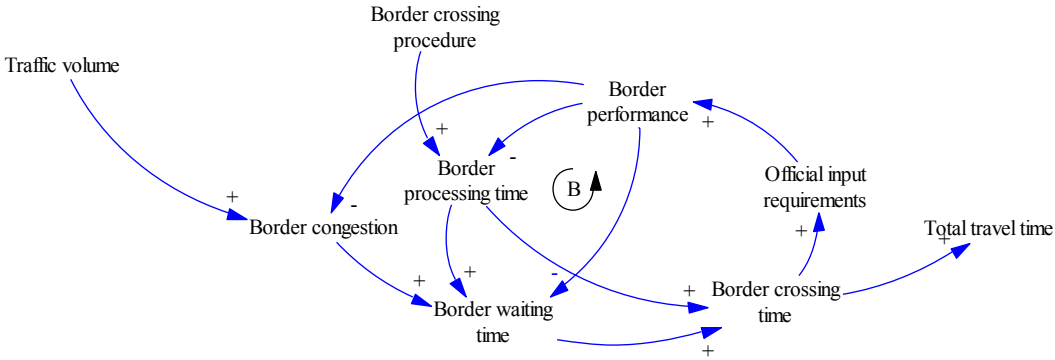 Border crossing
procedure
Traffic volume
Border
performance
+
+
-
Border
processing time
B
Official input
requirements
+
-
Border congestion
+
Total travel time
+
+
+
-
+
Border waiting
time
Border crossing
time
+